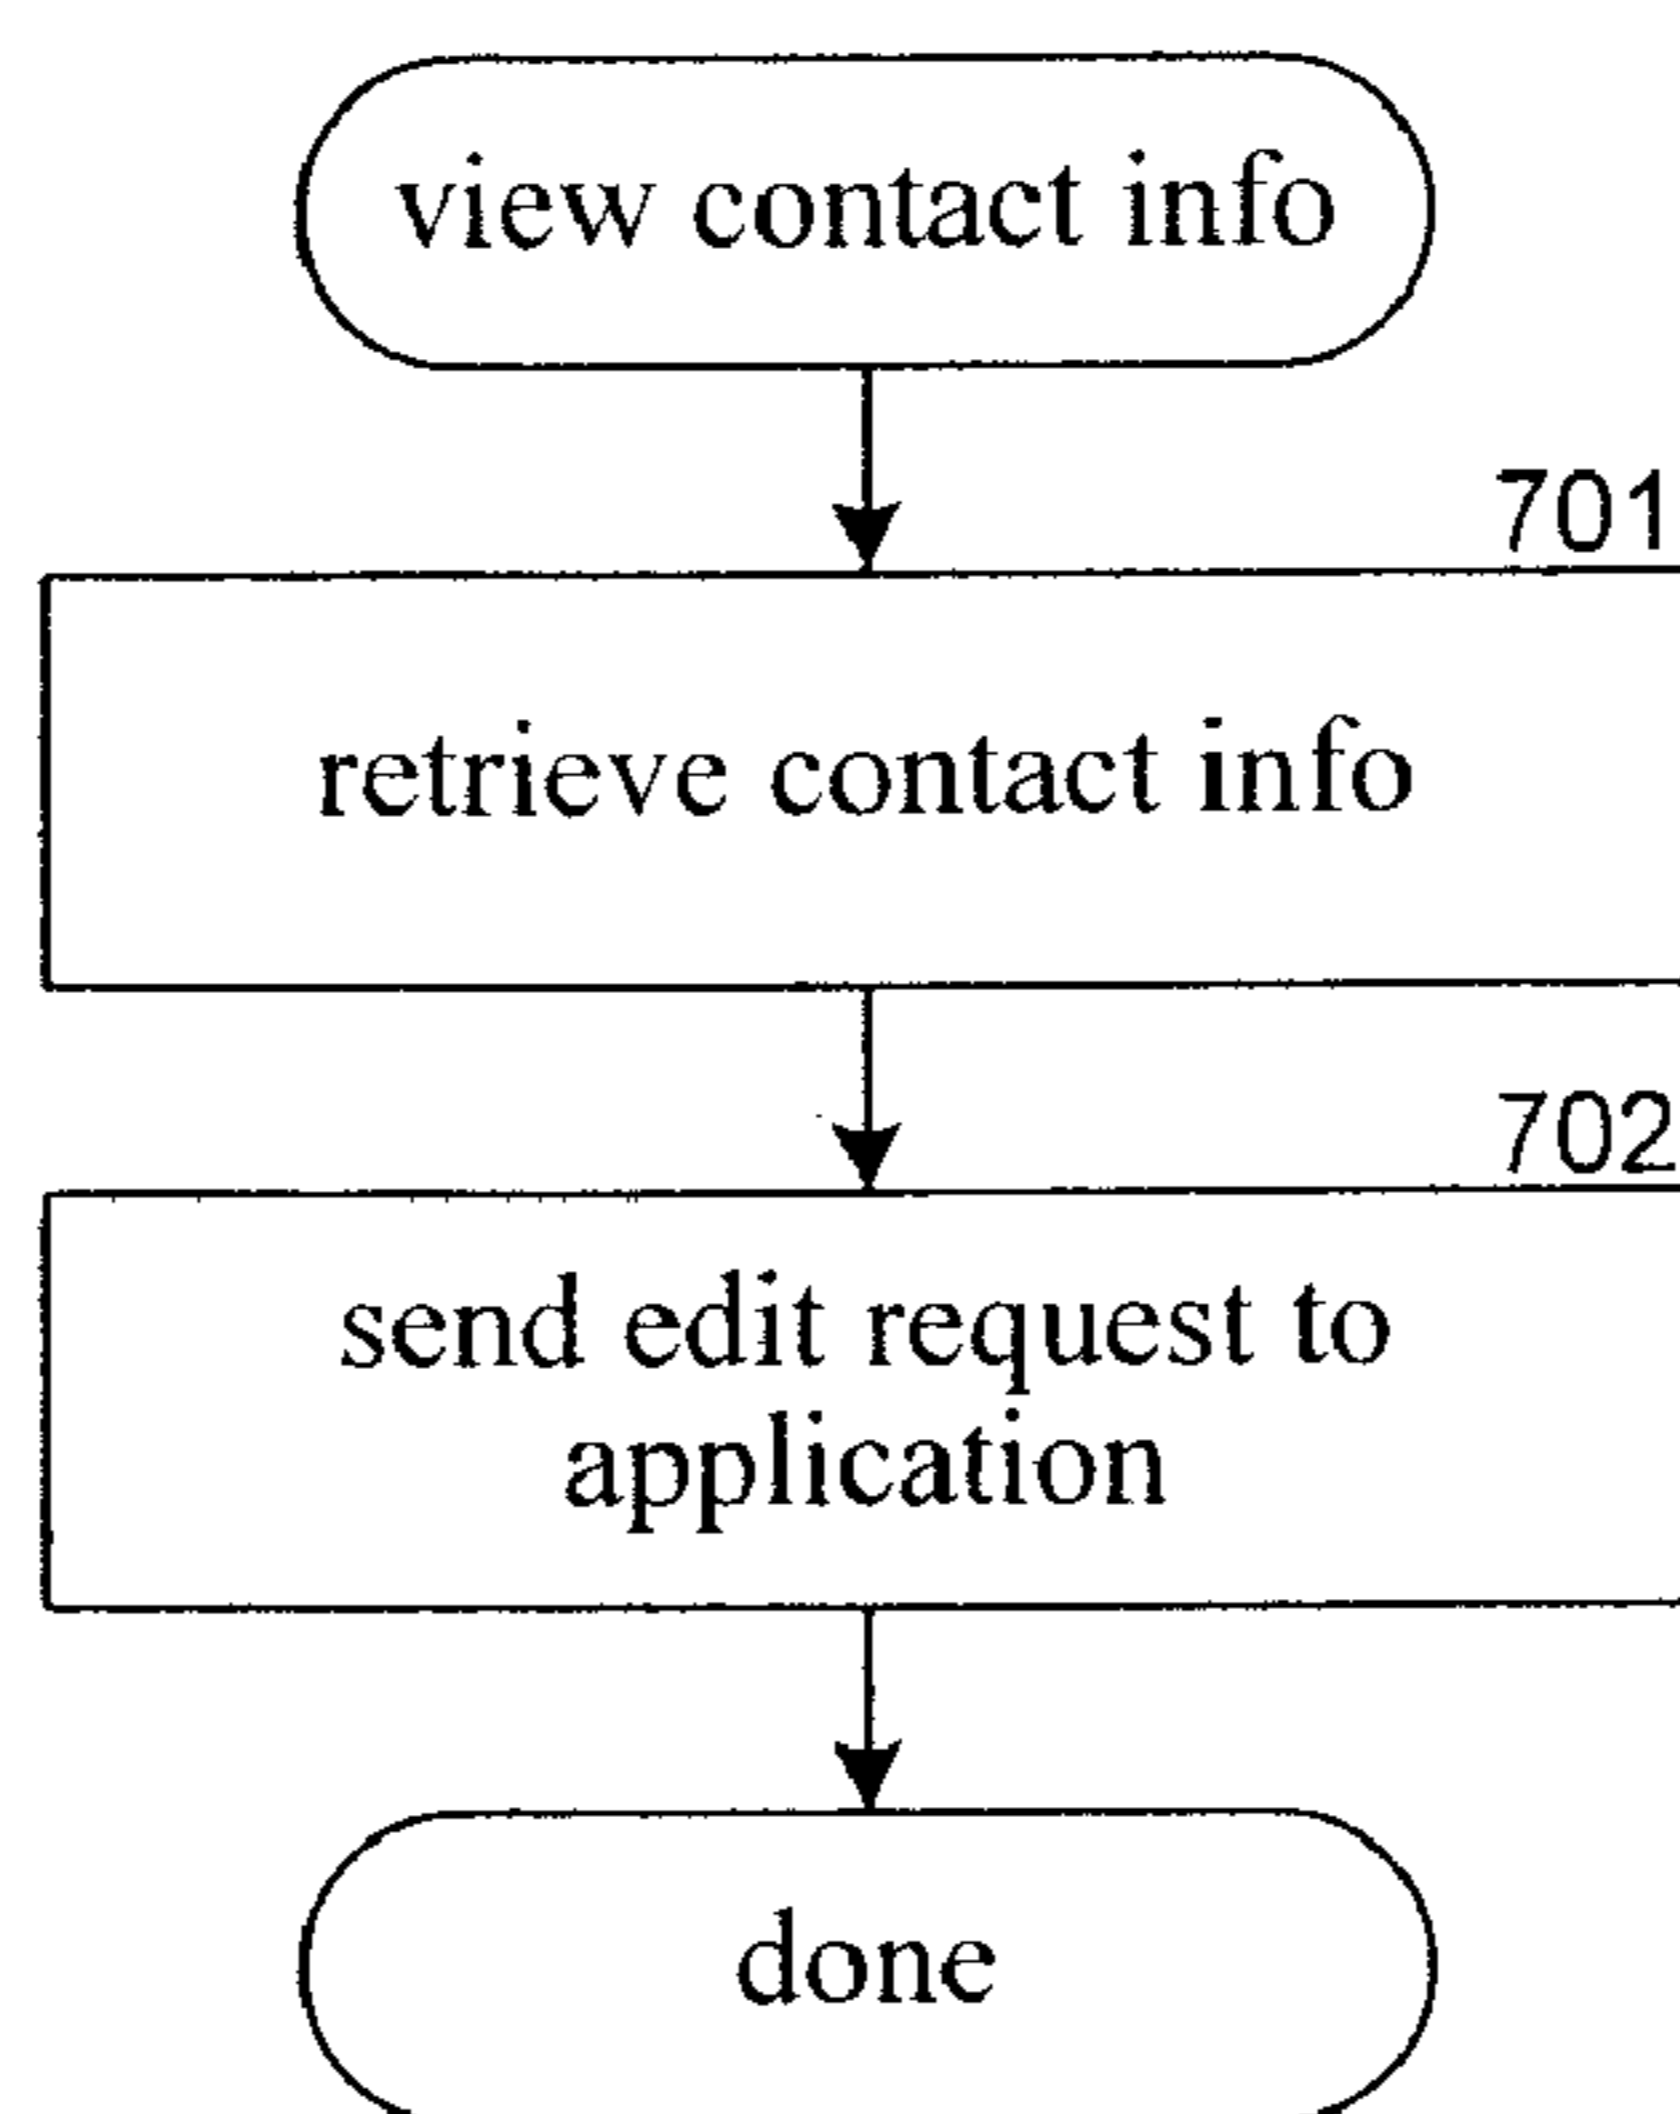 view contact info
701
retrieve contact info
702
send edit request to
application
done